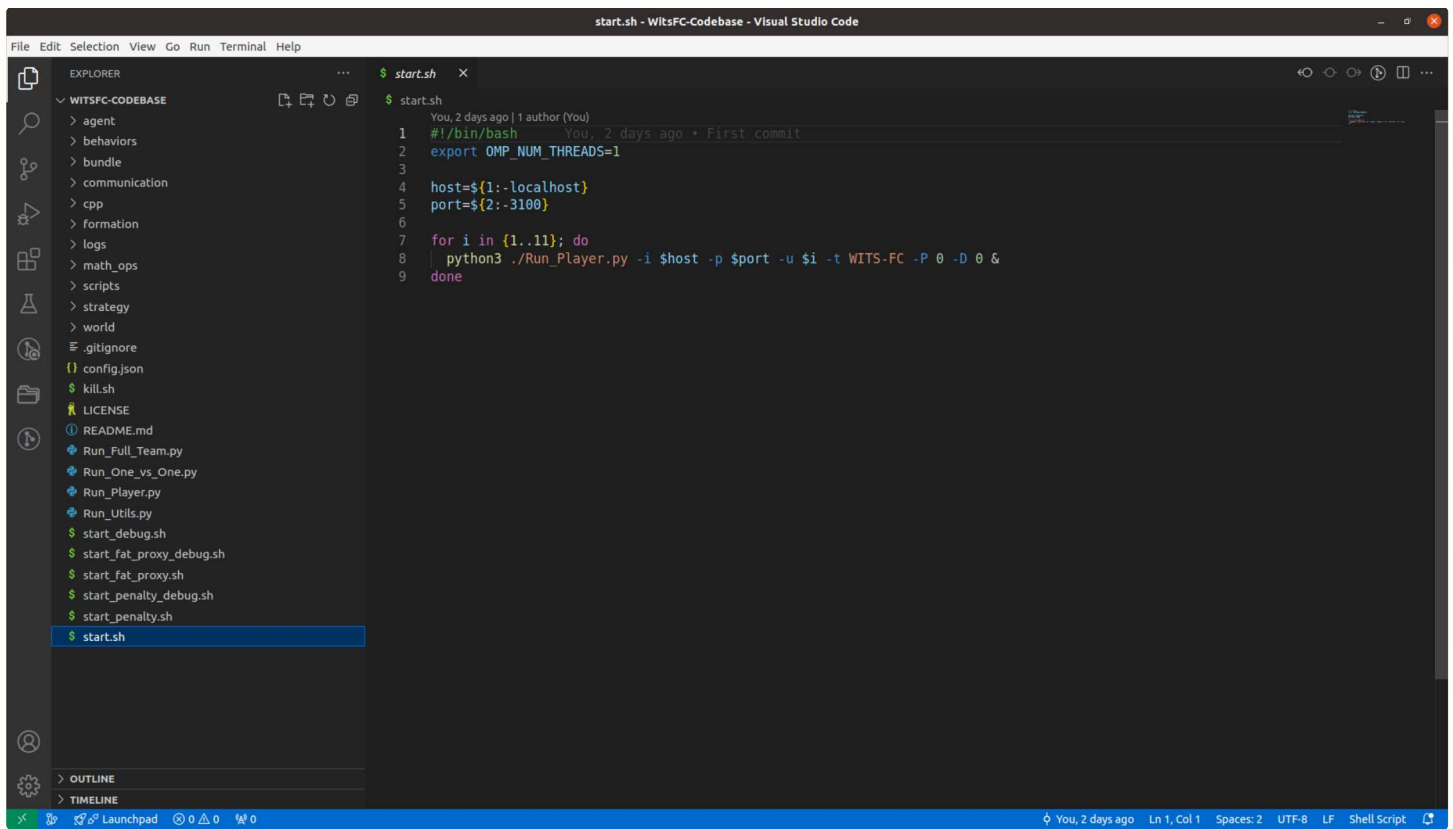 start.sh - WitsFC-Codebase - Visual Studio Code
File Edit Selection View Go Run Terminal Help
EXPLORER
WITSFC-CODEBASE
agent
behaviors
bundle
communication
cpp
formation
logs
math_ops
scripts
strategy
world
.gitignore
{} config.json
$ kill.sh
LICENSE
README.md
Run_Full_Team.py
Run_One_vs_One.py
Run_Player.py
Run_Utils.py
$ start_debug.sh
$ start_fat_proxy_debug.sh
$ start_fat_proxy.sh
$ start_penalty_debug.sh
$ start_penalty.sh
$ start.sh
OUTLINE
TIMELINE
$ start.sh
$ start.sh
You, 2 days ago | 1 author (You)
1 #!/bin/bash You, 2 days ago • First commit
2 export OMP_NUM_THREADS=1
3
4 host=${1:-localhost}
5 port=${2:-3100}
6
7 for i in {1..11}; do
8 python3 ./Run_Player.py -i $host -p $port -u $i -t WITS-FC -P 0 -D 0 &
9 done
Launchpad 0 0 0 You, 2 days ago Ln 1, Col 1 Spaces: 2 UTF-8 LF Shell Script